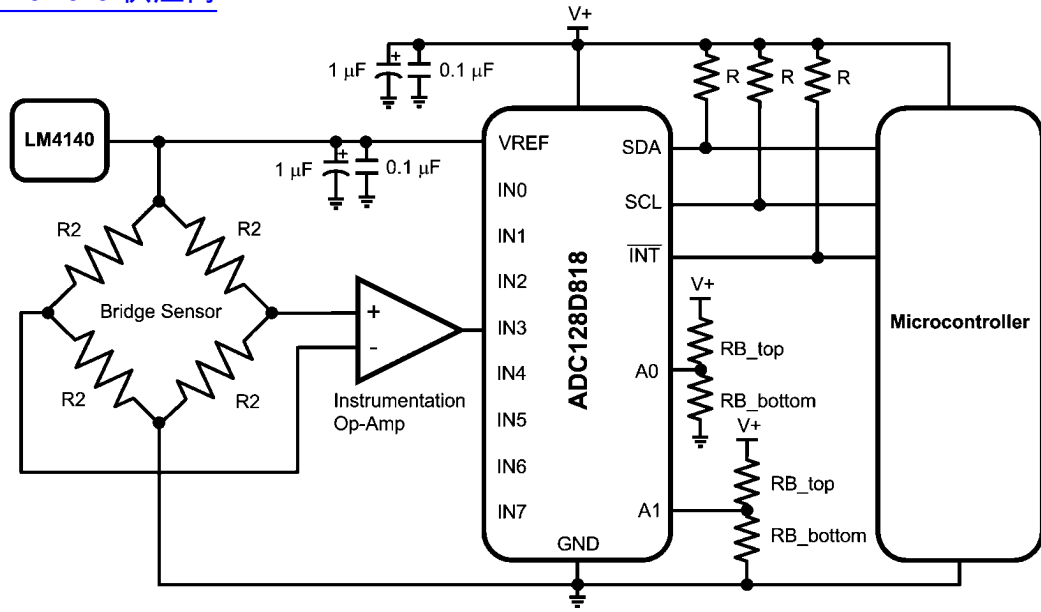 V+
1 µF
+
0.1 µF
R
R
R
LM4140
VREF
SDA
1 µF
+
0.1 µF
IN0
SCL
R2
R2
IN1
INT
IN2
V+
Bridge Sensor
+
-
IN3
ADC128D818
Microcontroller
RB_top
IN4
A0
R2
R2
Instrumentation
Op-Amp
RB_bottom
IN5
V+
IN6
RB_top
IN7
A1
RB_bottom
GND